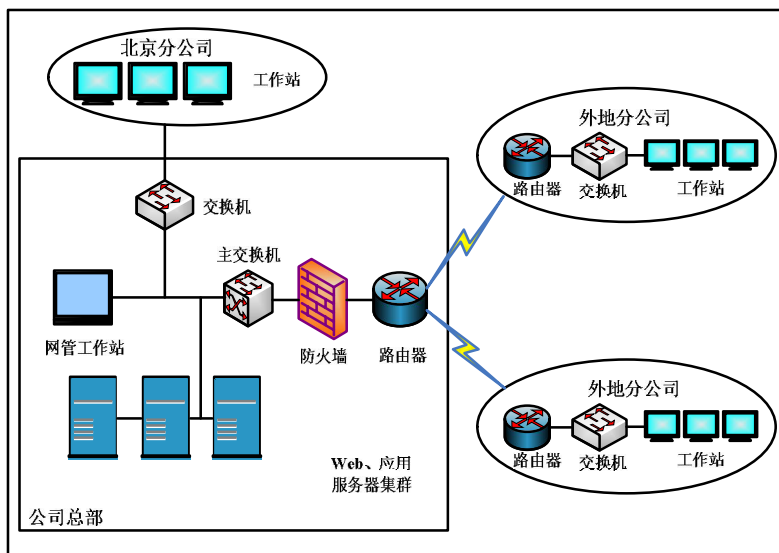 北京分公司
工作站
外地分公司
路由器
交换机
工作站
交换机
主交换机
网管工作站
防火墙
路由器
外地分公司
路由器
交换机
工作站
Web、应用
服务器集群
公司总部